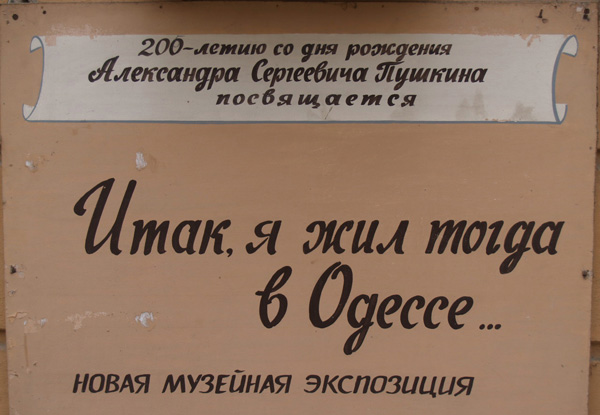 200-летию со дня рождения
Александра Сергеевича Пушкина
посвящается
Итак, я жил тогда
в Одессе...
НОВАЯ МУЗЕЙНАЯ ЭКСПОЗИЦИЯ